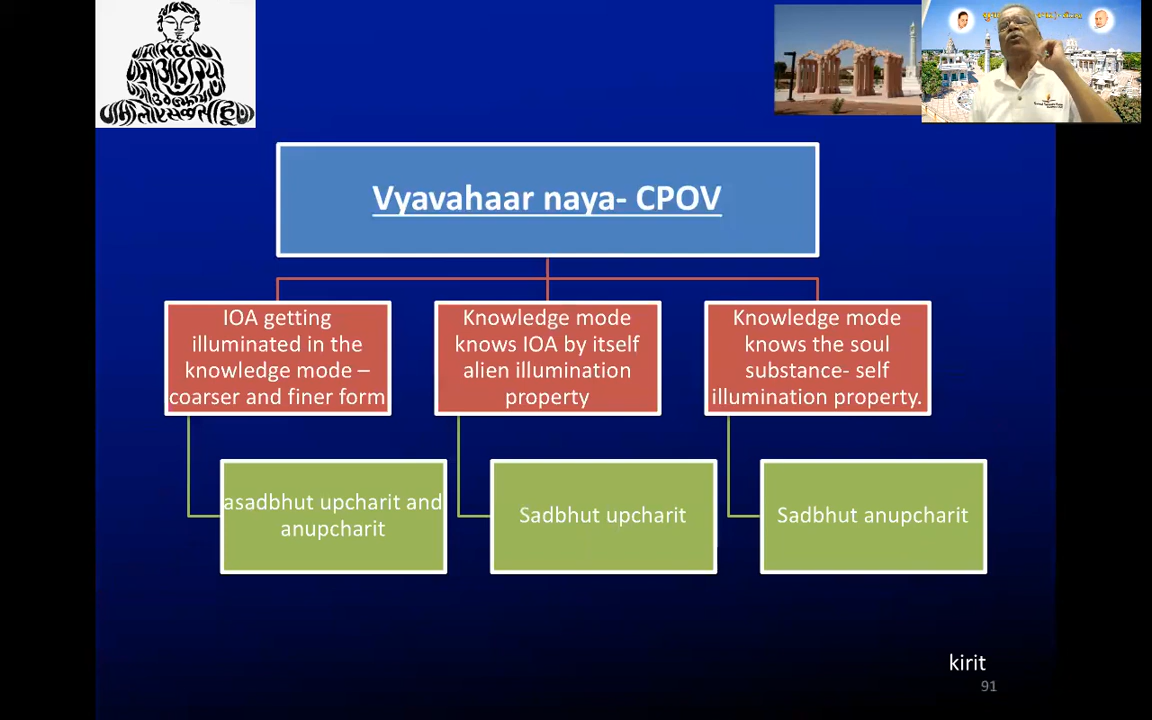 Vyavahaar naya- CPOV
IOA getting
illuminated in the
knowledge mode –
coarser and finer form
Knowledge mode
knows IOA by itself
alien illumination
property
Knowledge mode
knows the soul
substance- self
illumination property.
asadbhut upcharit and
anupcharit
Sadbhut upcharit
Sadbhut anupcharit
kirit
91